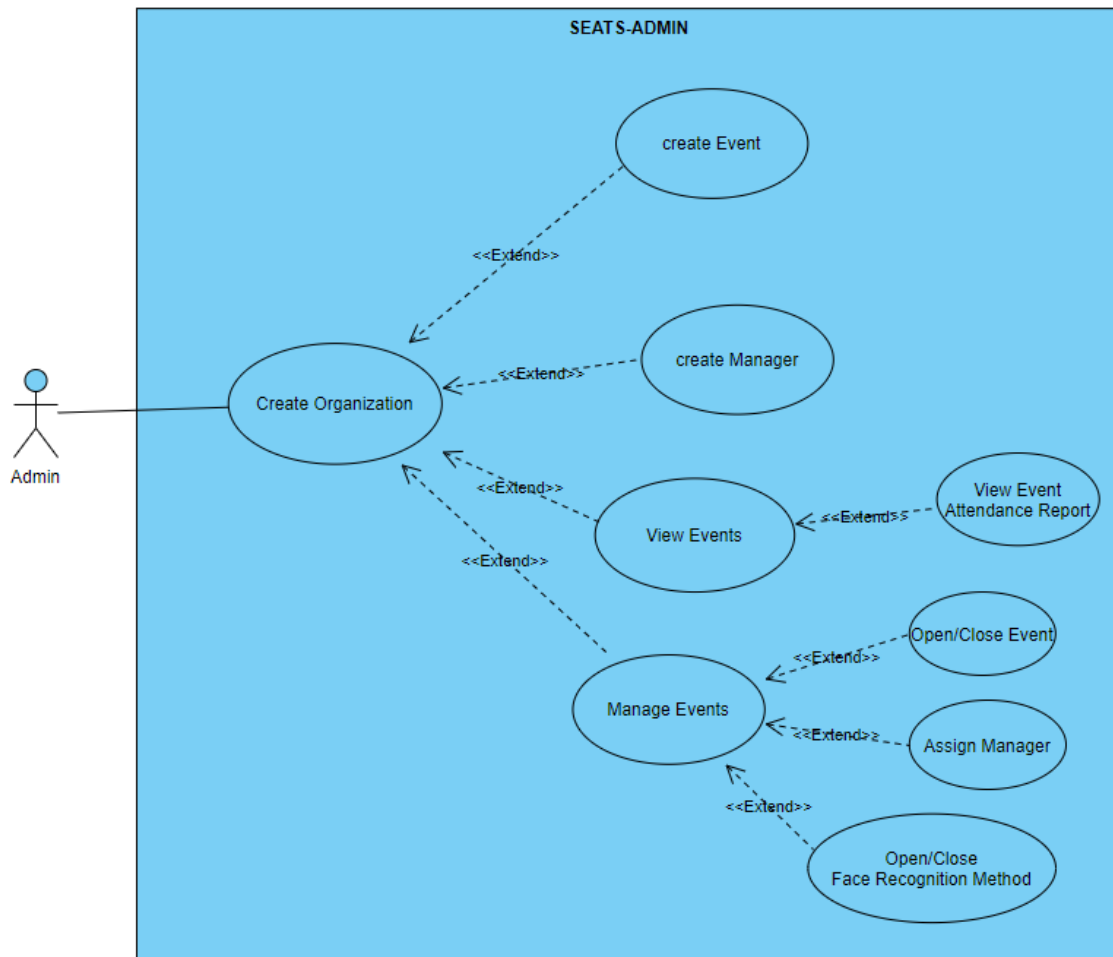 SEATS-ADMIN
create Event
<<Extend>>
create Manager
<<Extend>>
Create Organization
Admin
<<Extend>>
View Events
<<Extend>>
View Event
Attendance Report
<<Extend>>
Manage Events
<<Extend>>
Open/Close Event
<<Extend>>
Assign Manager
<<Extend>>
Open/Close
Face Recognition Method